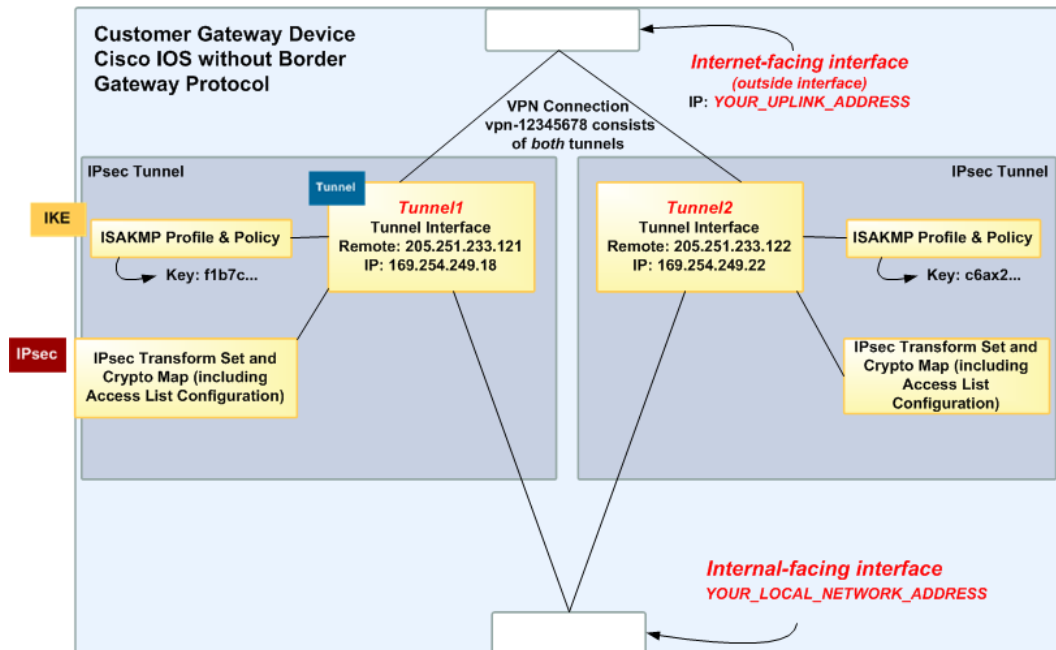 Customer Gateway Device
Cisco IOS without Border
Gateway Protocol
Internet-facing interface
(outside interface)
IP: YOUR_UPLINK_ADDRESS
VPN Connection
vpn-12345678 consists
of both tunnels
IPsec Tunnel
Tunnel
IKE
ISAKMP Profile & Policy
Key: f1b7c...
Tunnel1
Tunnel Interface
Remote: 205.251.233.121
IP: 169.254.249.18
IPsec
IPsec Transform Set and
Crypto Map (including
Access List Configuration)
IPsec Tunnel
Tunnel2
Tunnel Interface
Remote: 205.251.233.122
IP: 169.254.249.22
ISAKMP Profile & Policy
Key: c6ax2...
IPsec Transform Set and
Crypto Map (including
Access List
Configuration)
Internal-facing interface
YOUR_LOCAL_NETWORK_ADDRESS